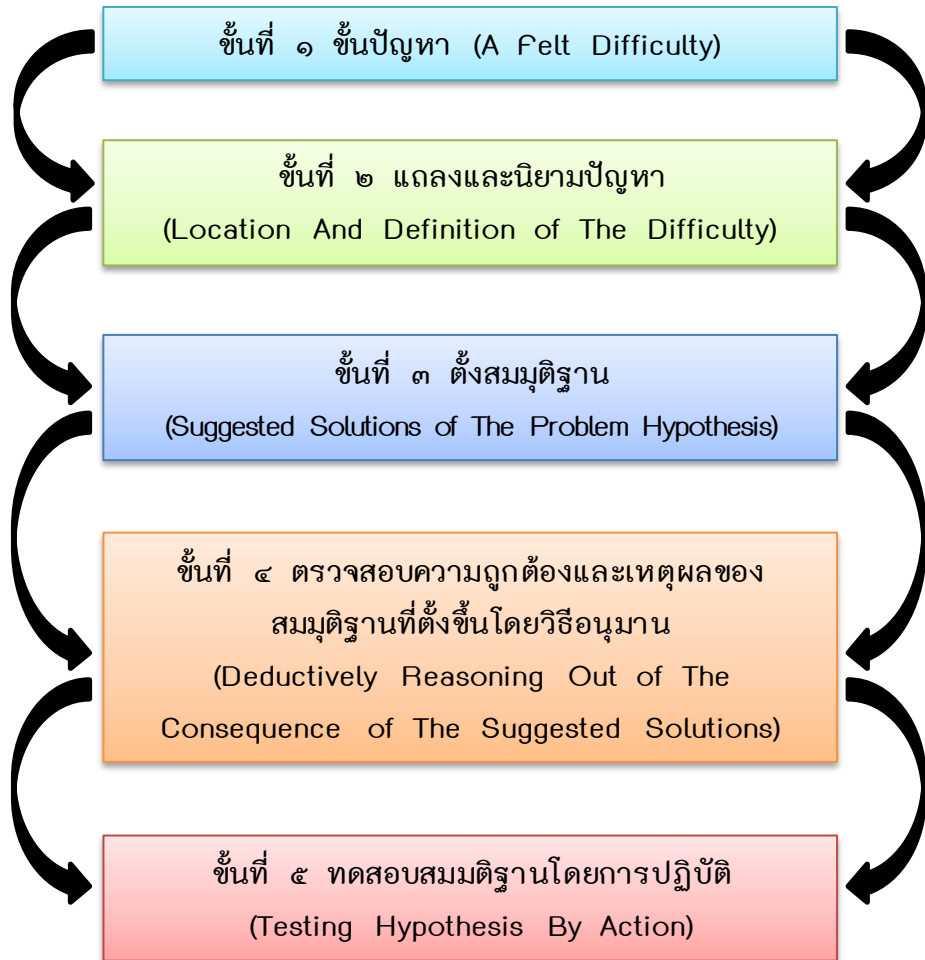 ขั้นที่ ๑ ขั้นปัญหา (A Felt Difficulty)
ขั้นที่ ๒ แถลงและนิยามปัญหา
(Location And Definition of The Difficulty)
ขั้นที่ ๓ ตั้งสมมุติฐาน
(Suggested Solutions of The Problem Hypothesis)
ขั้นที่ ๔ ตรวจสอบความถูกต้องและเหตุผลของ
สมมุติฐานที่ตั้งขึ้นโดยวิธีอนุมาน
(Deductively Reasoning Out of The
Consequence of The Suggested Solutions)
ขั้นที่ ๕ ทดสอบสมมติฐานโดยการปฏิบัติ
(Testing Hypothesis By Action)